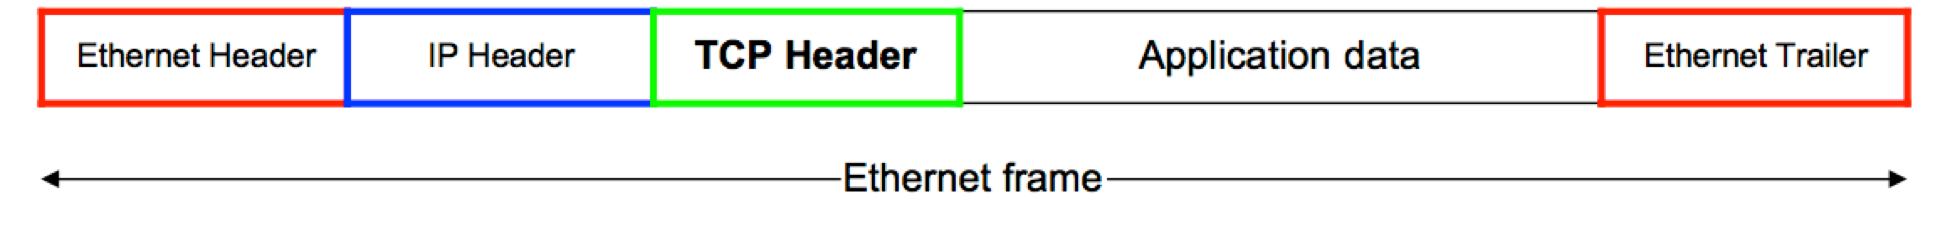 Ethernet Header IP Header TCP Header Application data Ethernet Trailer
Ethernet frame